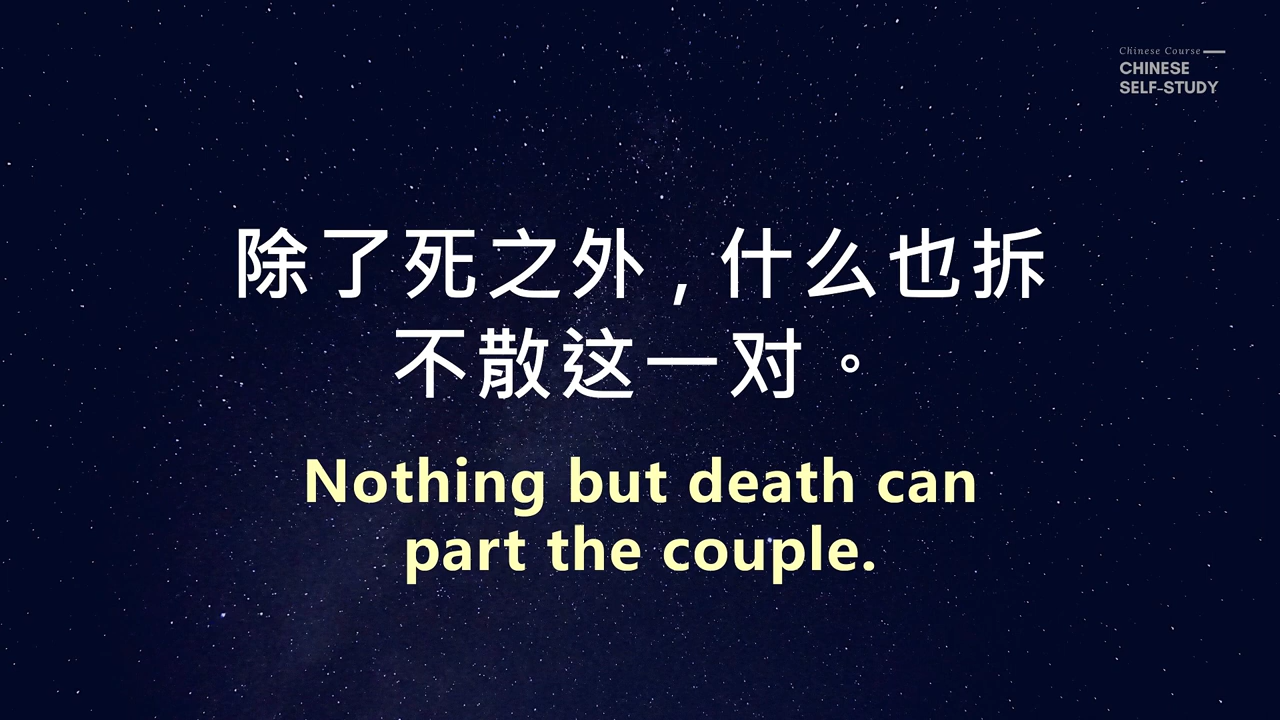 Chinese Course
CHINESE
SELF-STUDY
除了死之外，什么也拆
不散这一对。
Nothing but death can
part the couple.